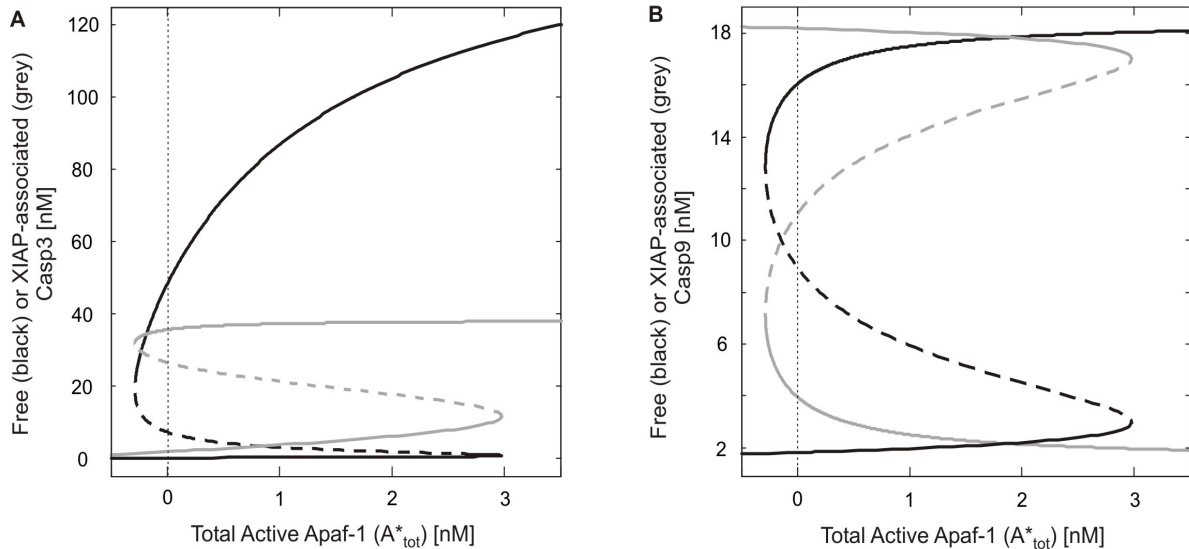 A
Free (black) or XIAP-associated (grey)
Casp3 [nM]
120
100
80
60
40
20
0
0 1 2 3
Total Active Apaf-1 (A*tot) [nM]
B
Free (black) or XIAP-associated (grey)
Casp9 [nM]
18
14
10
6
2
0 1 2 3
Total Active Apaf-1 (A*tot) [nM]